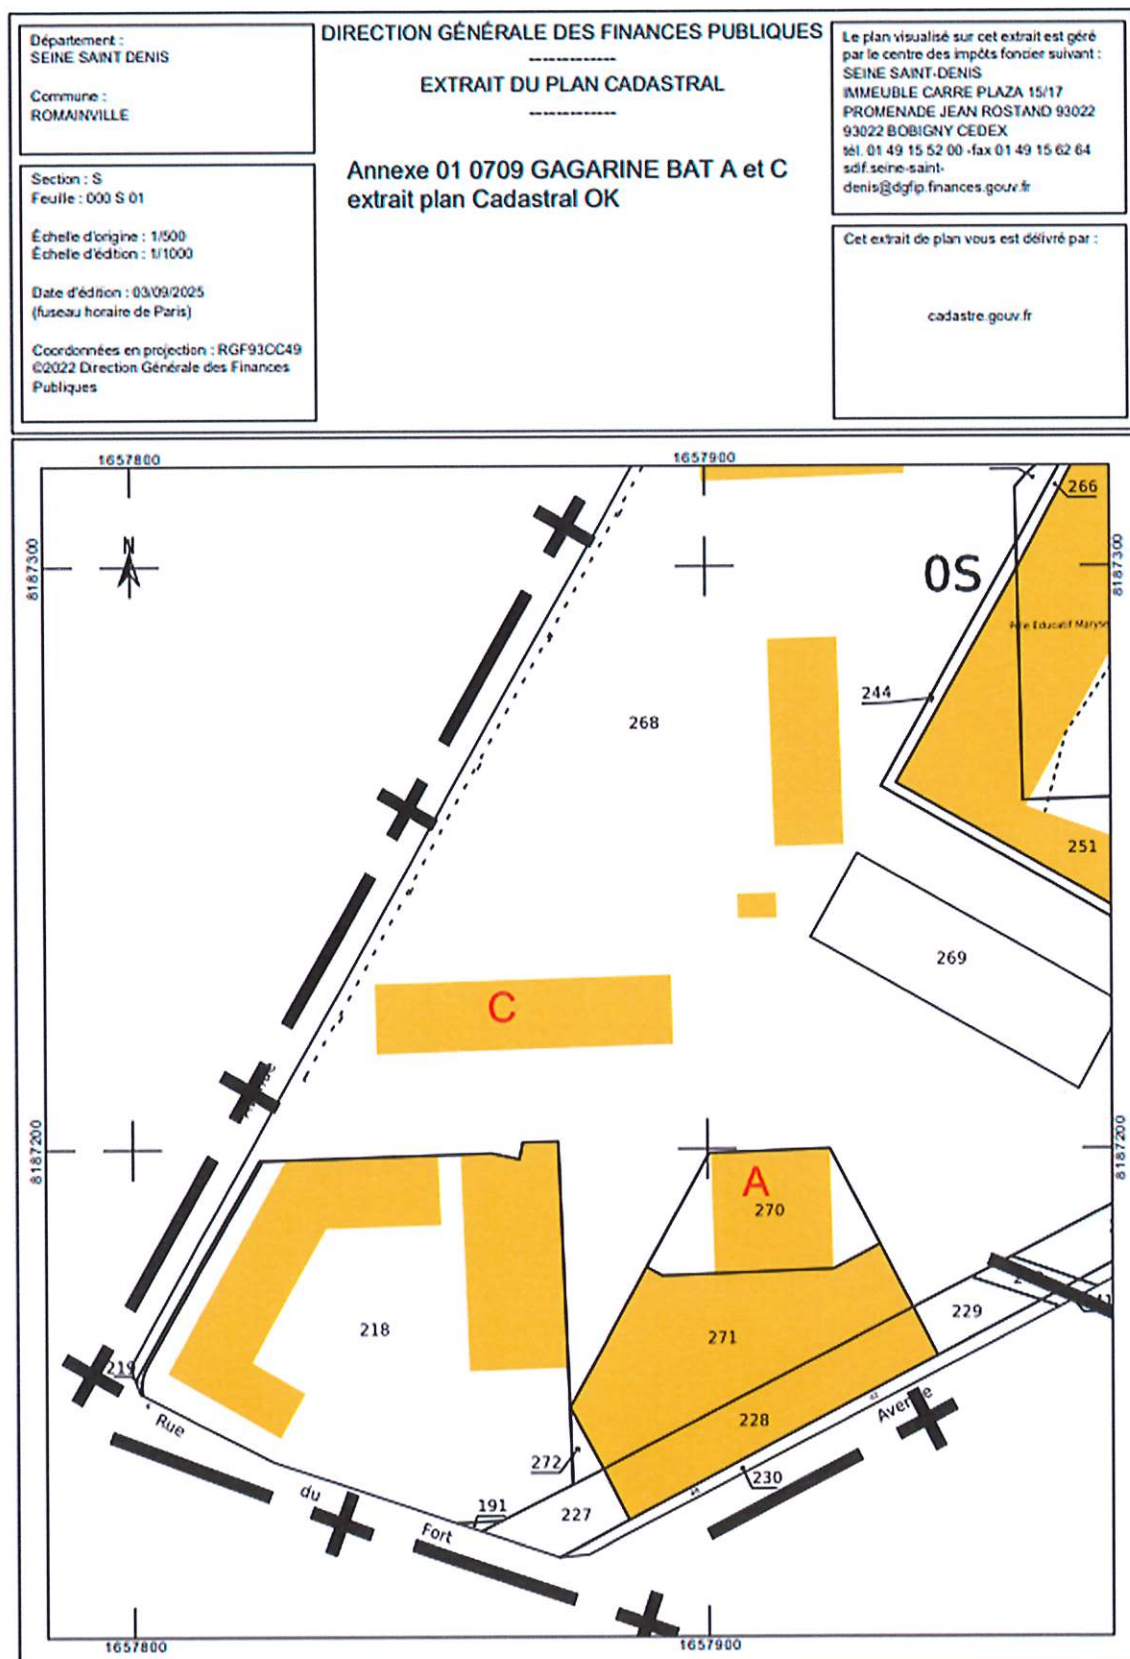 Département :
SEINE SAINT DENIS
Commune :
ROMAINVILLE
Section : S
Feuille : 000 S 01
Échelle d'origine : 1/500
Échelle d'édition : 1/1000
Date d'édition : 03/09/2025
(fuseau horaire de Paris)
Coordonnées en projection : RGF93CC49
©2022 Direction Générale des Finances
Publiques
DIRECTION GÉNÉRALE DES FINANCES PUBLIQUES
-------------
EXTRAIT DU PLAN CADASTRAL
-------------
Annexe 01 0709 GAGARINE BAT A et C
extrait plan Cadastral OK
Le plan visualisé sur cet extrait est géré
par le centre des impôts foncier suivant :
SEINE SAINT-DENIS
IMMEUBLE CARRE PLAZA 15/17
PROMENADE JEAN ROSTAND 93022
93022 BOBIGNY CEDEX
tél. 01 49 15 52 00 -fax 01 49 15 62 64
sdif.seine-saint-
denis@dgfip.finances.gouv.fr
Cet extrait de plan vous est délivré par :
cadastre.gouv.fr
1657800
1657900
266
N
8187300
8187300
0S
Pôle Educatif Maryse
244
268
251
269
C
8187200
8187200
A
270
229
271
218
219
228
Avenue
Rue
272
230
du
191
227
Fort
1657800
1657900